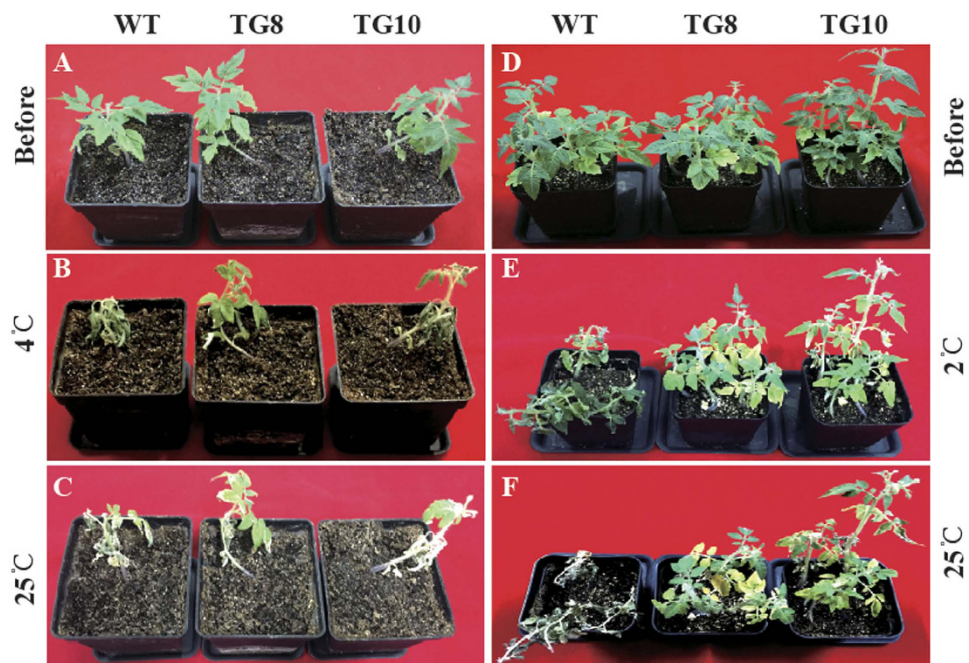 WT TG8 TG10 WT TG8 TG10
A
D
Before
Before
B
E
4°C
2°C
C
F
25°C
25°C